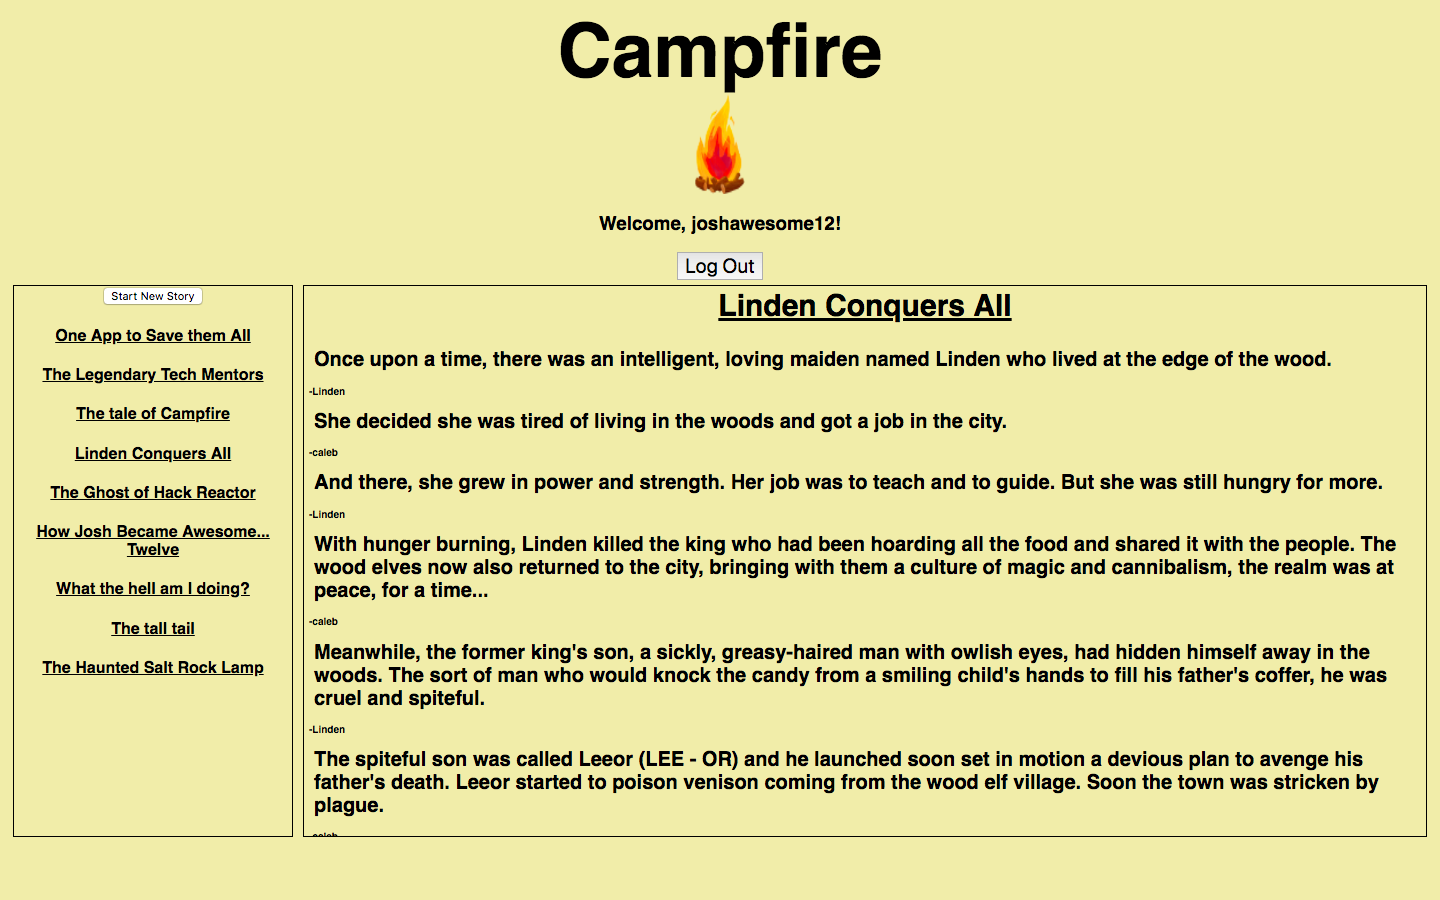 Campfire
Welcome, joshawesome12!
Log Out
Start New Story
One App to Save them All
The Legendary Tech Mentors
The tale of Campfire
Linden Conquers All
The Ghost of Hack Reactor
How Josh Became Awesome...
Twelve
What the hell am I doing?
The tall tail
The Haunted Salt Rock Lamp
Linden Conquers All
Once upon a time, there was an intelligent, loving maiden named Linden who lived at the edge of the wood.
-Linden
She decided she was tired of living in the woods and got a job in the city.
-caleb
And there, she grew in power and strength. Her job was to teach and to guide. But she was still hungry for more.
-Linden
With hunger burning, Linden killed the king who had been hoarding all the food and shared it with the people. The
wood elves now also returned to the city, bringing with them a culture of magic and cannibalism, the realm was at
peace, for a time...
-caleb
Meanwhile, the former king's son, a sickly, greasy-haired man with owlish eyes, had hidden himself away in the
woods. The sort of man who would knock the candy from a smiling child's hands to fill his father's coffer, he was
cruel and spiteful.
-Linden
The spiteful son was called Leeor (LEE - OR) and he launched soon set in motion a devious plan to avenge his
father's death. Leeor started to poison venison coming from the wood elf village. Soon the town was stricken by
plague.
-caleb